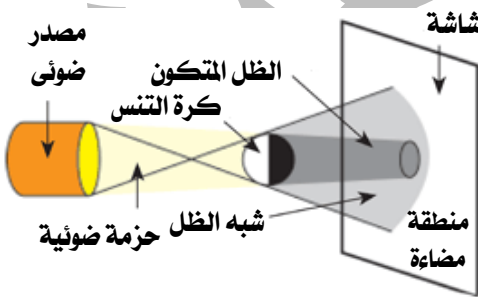 شاشة
مصدر
ضوئى
الظل المتكون
كرة التنس
حزمة ضوئية
شبه الظل
منطقة
مضاءة